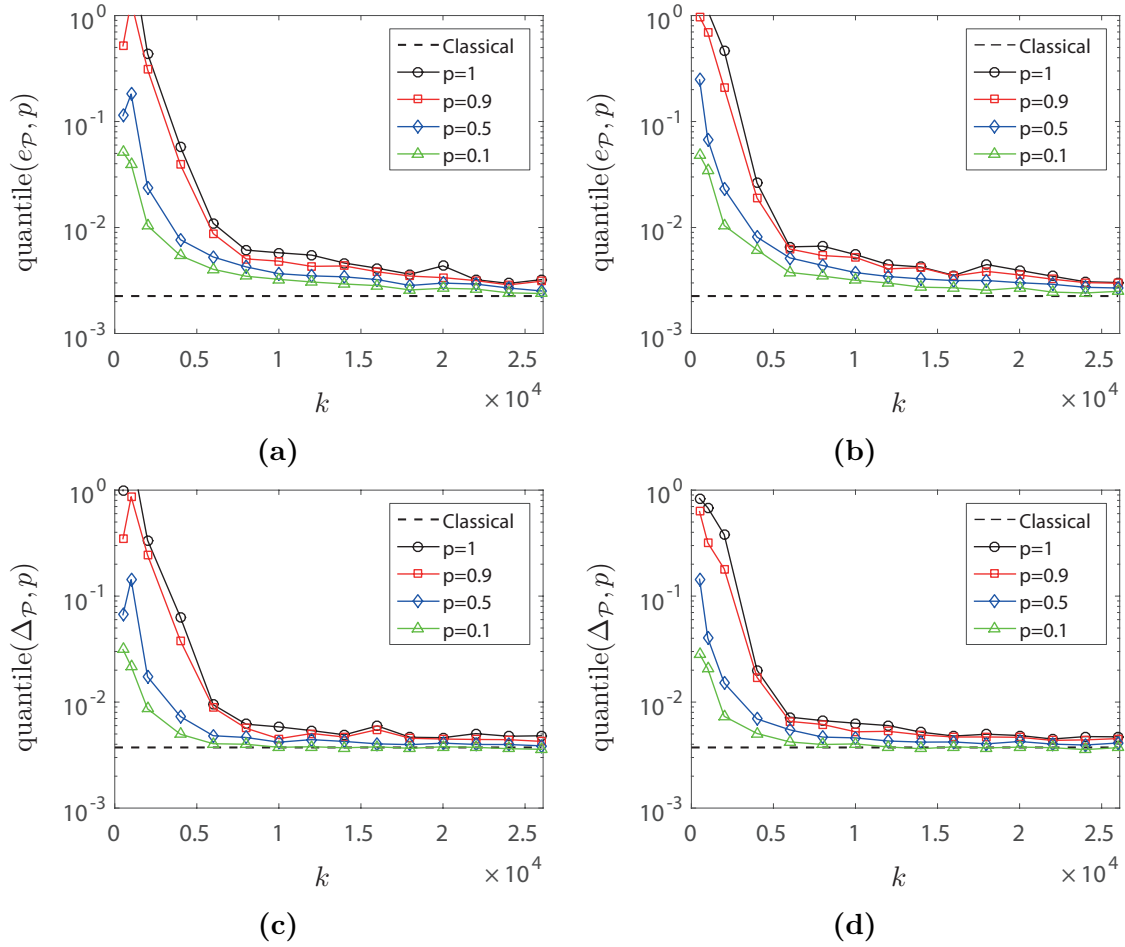 10^0
10^-1
10^-2
10^-3
quantile(e_𝒫, p)
Classical
p=1
p=0.9
p=0.5
p=0.1
0 0.5 1 1.5 2 2.5
×10^4
k
(a)
10^0
10^-1
10^-2
10^-3
quantile(e_𝒫, p)
Classical
p=1
p=0.9
p=0.5
p=0.1
0 0.5 1 1.5 2 2.5
×10^4
k
(b)
10^0
10^-1
10^-2
10^-3
quantile(Δ_𝒫, p)
Classical
p=1
p=0.9
p=0.5
p=0.1
0 0.5 1 1.5 2 2.5
×10^4
k
(c)
10^0
10^-1
10^-2
10^-3
quantile(Δ_𝒫, p)
Classical
p=1
p=0.9
p=0.5
p=0.1
0 0.5 1 1.5 2 2.5
×10^4
k
(d)